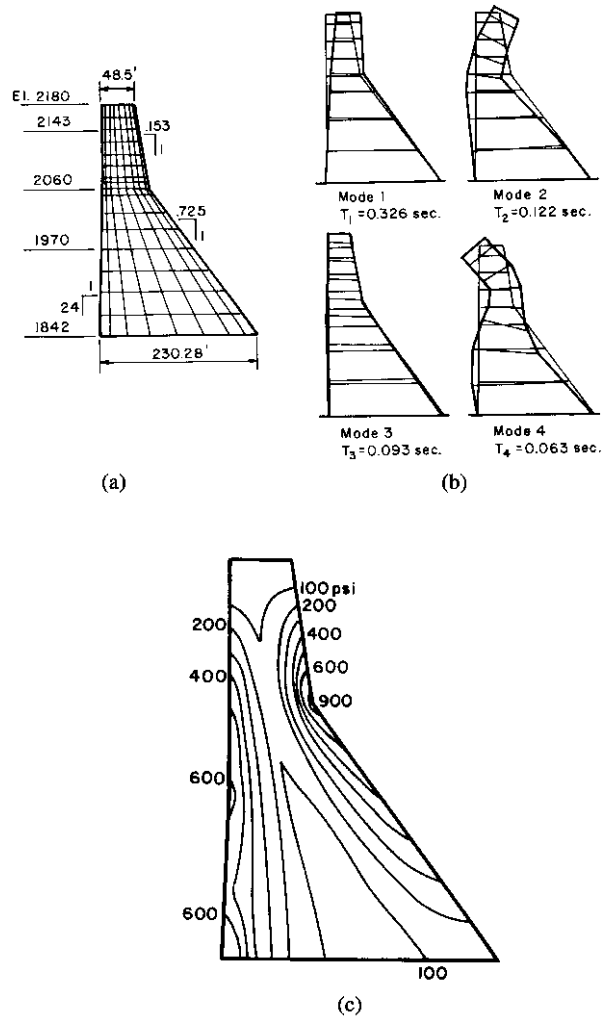 48.5'
El. 2180
2143
.153
1
2060
.725
1
1970
1
24
1842
230.28'
(a)
Mode 1
T1=0.326 sec.
Mode 2
T2=0.122 sec.
Mode 3
T3=0.093 sec.
Mode 4
T4=0.063 sec.
(b)
100 psi
200
200
400
400
600
900
600
600
100
(c)